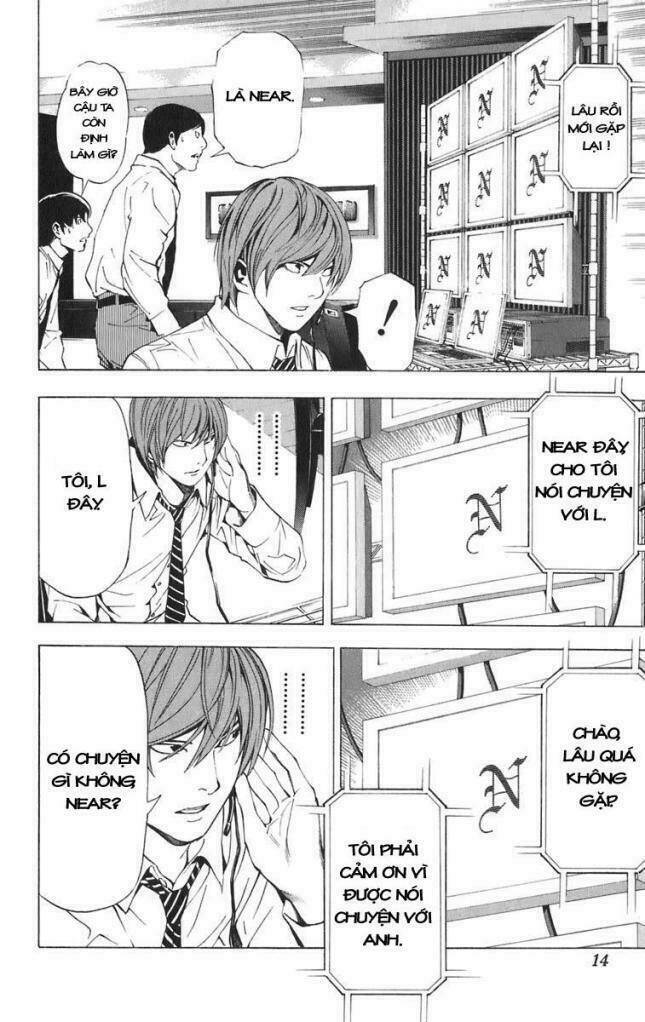 LÂU RỒI
MỚI GẶP
LẠI !
LÀ NEAR.
BÂY GIỜ
CẬU TA
CÒN
ĐỊNH
LÀM GÌ?
!
N
N
N
N
N
N
N
N
N
N
N
NEAR ĐÂY,
CHO TÔI
NÓI CHUYỆN
VỚI L.
N
TÔI, L
ĐÂY.
CHÀO,
LÂU QUÁ
KHÔNG
GẶP?
N
TÔI PHẢI
CẢM ƠN VÌ
ĐƯỢC NÓI
CHUYỆN VỚI
ANH.
CÓ CHUYỆN
GÌ KHÔNG,
NEAR?
14